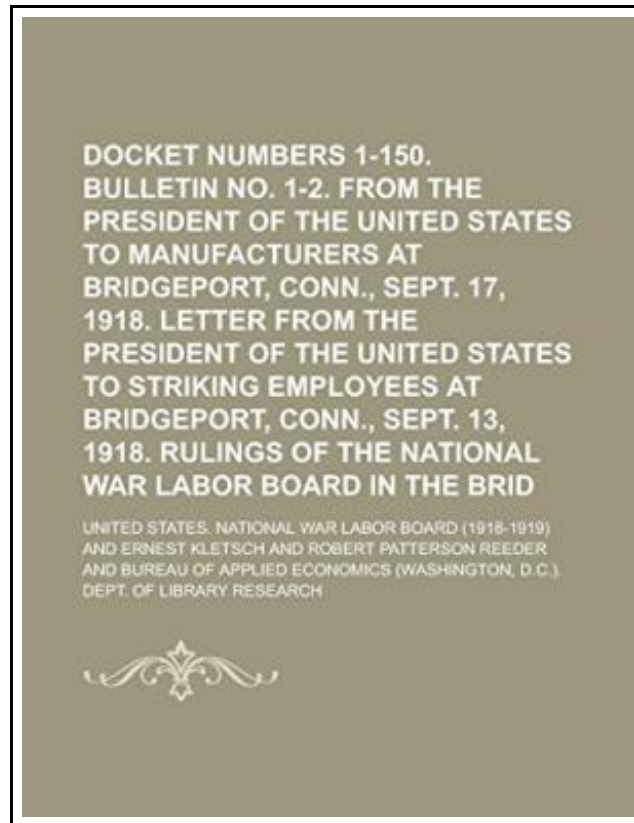 DOCKET NUMBERS 1-150.
BULLETIN NO. 1-2. FROM THE
PRESIDENT OF THE UNITED STATES
TO MANUFACTURERS AT
BRIDGEPORT, CONN., SEPT. 17,
1918. LETTER FROM THE
PRESIDENT OF THE UNITED STATES
TO STRIKING EMPLOYEES AT
BRIDGEPORT, CONN., SEPT. 13,
1918. RULINGS OF THE NATIONAL
WAR LABOR BOARD IN THE BRID
UNITED STATES. NATIONAL WAR LABOR BOARD (1918-1919)
AND ERNEST KLETSCH AND ROBERT PATTERSON REEDER
AND BUREAU OF APPLIED ECONOMICS (WASHINGTON, D.C.).
DEPT. OF LIBRARY RESEARCH